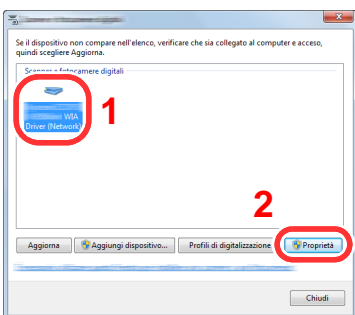 Se il dispositivo non compare nell'elenco, verificare che sia collegato al computer e acceso,
quindi scegliere Aggiorna.
Scanner e fotocamere digitali
WIA
Driver (Network)
1
2
Aggiorna
Aggiungi dispositivo...
Profili di digitalizzazione
Proprietà
Chiudi